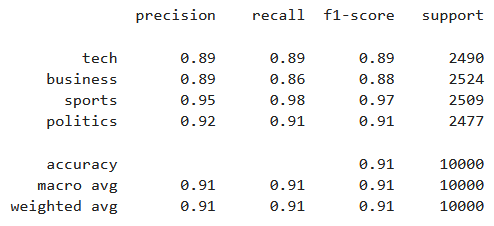 precision recall f1-score support
tech 0.89 0.89 0.89 2490
business 0.89 0.86 0.88 2524
sports 0.95 0.98 0.97 2509
politics 0.92 0.91 0.91 2477
accuracy 0.91 10000
macro avg 0.91 0.91 0.91 10000
weighted avg 0.91 0.91 0.91 10000